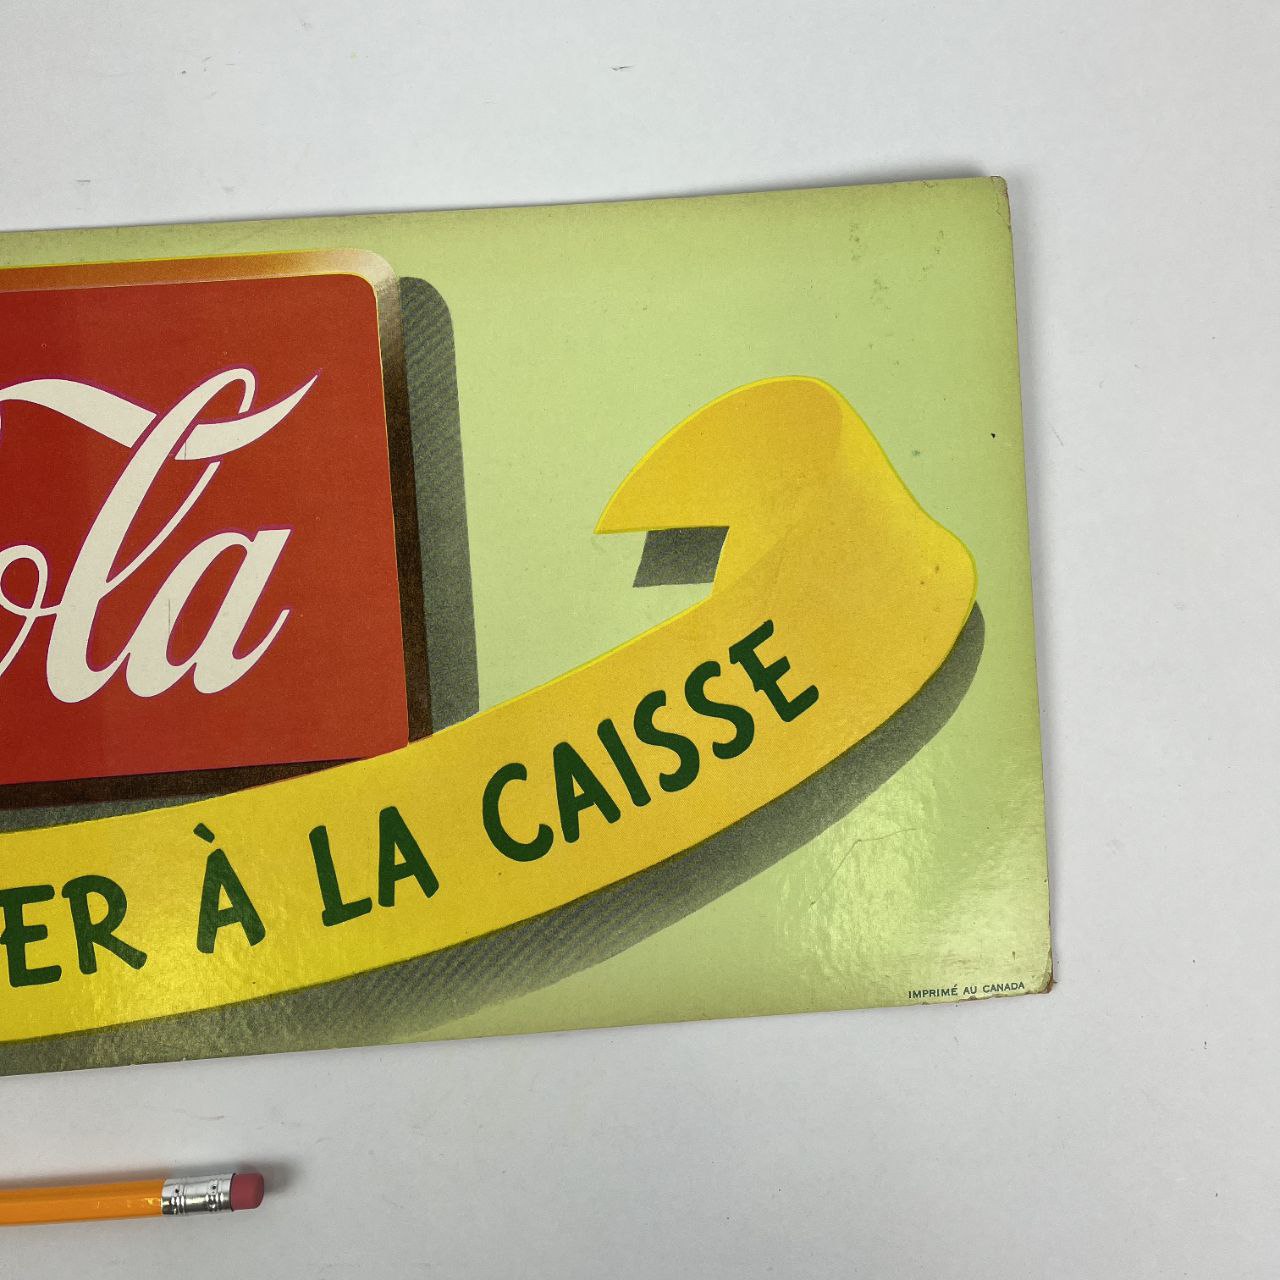 ola
ER À LA CAISSE
IMPRIMÉ AU CANADA